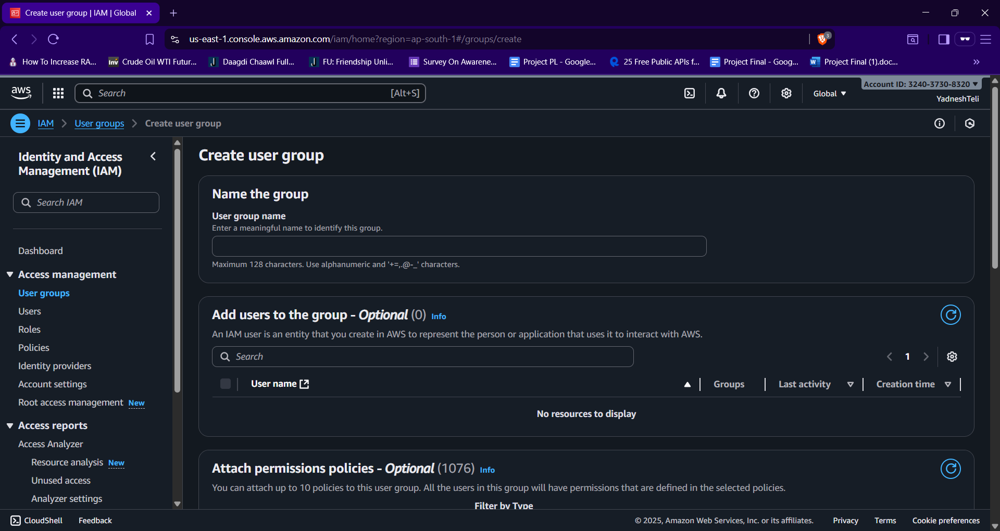 Create user group | IAM | Global
us-east-1.console.aws.amazon.com/iam/home?region=ap-south-1#/groups/create
3
How To Increase RA...
Inv
Crude Oil WTI Futur...
Daagdi Chaawl Full...
FU: Friendship Unli...
Survey On Awarene...
Project PL - Google...
25 Free Public APIs f...
Project Final - Goog...
Project Final (1).doc...
aws
Search
[Alt+S]
Global
Account ID: 3240-3730-8320
YadneshTeli
IAM
User groups
Create user group
Identity and Access
Management (IAM)
Search IAM
Dashboard
Access management
User groups
Users
Roles
Policies
Identity providers
Account settings
Root access management New
Access reports
Access Analyzer
Resource analysis New
Unused access
Analyzer settings
Create user group
Name the group
User group name
Enter a meaningful name to identify this group.
Maximum 128 characters. Use alphanumeric and '+=,.@-_' characters.
Add users to the group - Optional (0) Info
An IAM user is an entity that you create in AWS to represent the person or application that uses it to interact with AWS.
Search
1
User name
Groups
Last activity
Creation time
No resources to display
Attach permissions policies - Optional (1076) Info
You can attach up to 10 policies to this user group. All the users in this group will have permissions that are defined in the selected policies.
Filter by Type
CloudShell
Feedback
© 2025, Amazon Web Services, Inc. or its affiliates.
Privacy
Terms
Cookie preferences